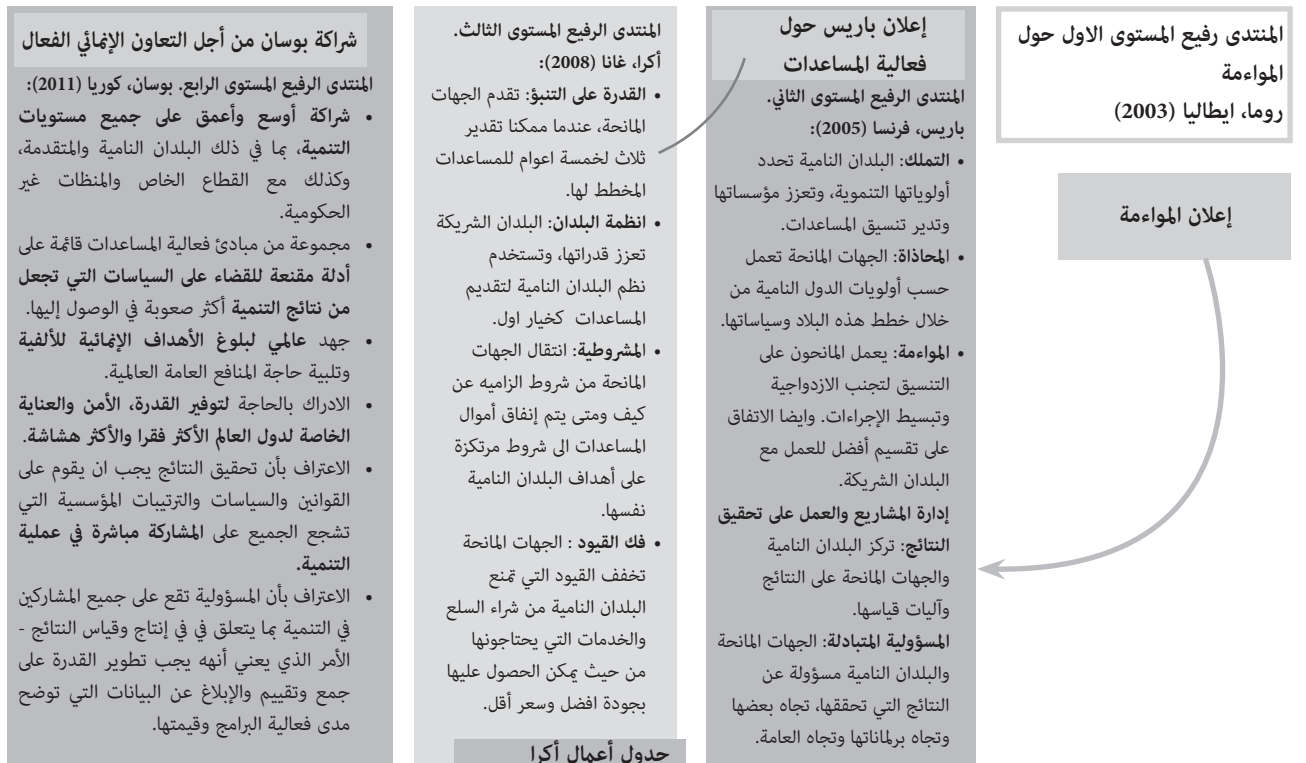 المنتدى رفيع المستوى الاول حول
المواءمة
روما، ايطاليا (2003)
إعلان المواءمة
إعلان باريس حول
فعالية المساعدات
المنتدى الرفيع المستوى الثاني.
باريس، فرنسا (2005):
• التملك: البلدان النامية تحدد
أولوياتها التنموية، وتعزز مؤسساتها
وتدير تنسيق المساعدات.
• المحاذاة: الجهات المانحة تعمل
حسب أولويات الدول النامية من
خلال خطط هذه البلاد وسياساتها.
• المواءمة: يعمل المانحون على
التنسيق لتجنب الازدواجية
وتبسيط الإجراءات. وايضا الاتفاق
على تقسيم أفضل للعمل مع
البلدان الشريكة.
إدارة المشاريع والعمل على تحقيق
النتائج: تركز البلدان النامية
والجهات المانحة على النتائج
وآليات قياسها.
المسؤولية المتبادلة: الجهات المانحة
والبلدان النامية مسؤولة عن
النتائج التي تحققها، تجاه بعضها
وتجاه برلماناتها وتجاه العامة.
المنتدى الرفيع المستوى الثالث.
أكرا، غانا (2008):
• القدرة على التنبؤ: تقدم الجهات
المانحة، عندما ممكنا تقدير
ثلاث لخمسة اعوام للمساعدات
المخطط لها.
• انظمة البلدان: البلدان الشريكة
تعزز قدراتها، وتستخدم
نظم البلدان النامية لتقديم
المساعدات كخيار اول.
• المشروطية: انتقال الجهات
المانحة من شروط الزاميه عن
كيف ومتى يتم إنفاق أموال
المساعدات الى شروط مرتكزة
على أهداف البلدان النامية
نفسها.
• فك القيود : الجهات المانحة
تخفف القيود التي تمنع
البلدان النامية من شراء السلع
والخدمات التي يحتاجونها
من حيث يمكن الحصول عليها
بجودة افضل وسعر أقل.
جدول أعمال أكرا
شراكة بوسان من أجل التعاون الإنمائي الفعال
المنتدى الرفيع المستوى الرابع. بوسان، كوريا (2011):
• شراكة أوسع وأعمق على جميع مستويات
التنمية، بما في ذلك البلدان النامية والمتقدمة،
وكذلك مع القطاع الخاص والمنظات غير
الحكومية.
• مجموعة من مبادئ فعالية المساعدات قائمة على
أدلة مقنعة للقضاء على السياسات التي تجعل
من نتائج التنمية أكثر صعوبة في الوصول إليها.
• جهد عالمي لبلوغ الأهداف الإنمائية للألفية
وتلبية حاجة المنافع العامة العالمية.
• الادراك بالحاجة لتوفير القدرة، الأمن والعناية
الخاصة لدول العالم الأكثر فقرا والأكثر هشاشة.
• الاعتراف بأن تحقيق النتائج يجب ان يقوم على
القوانين والسياسات والترتيبات المؤسسية التي
تشجع الجميع على المشاركة مباشرة في عملية
التنمية.
• الاعتراف بأن المسؤولية تقع على جميع المشاركين
في التنمية بما يتعلق في في إنتاج وقياس النتائج -
الأمر الذي يعني أنهه يجب تطوير القدرة على
جمع وتقييم والإبلاغ عن البيانات التي توضح
مدى فعالية البرامج وقيمتها.